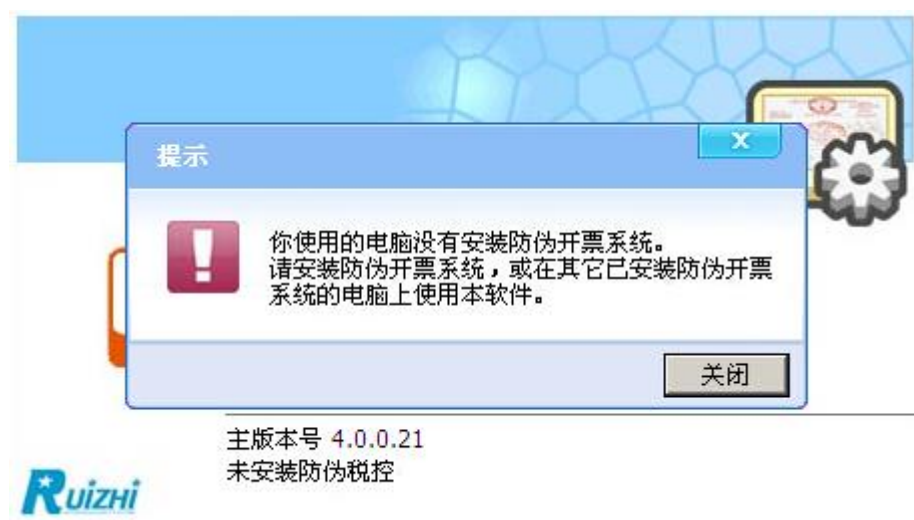 提示
X
你使用的电脑没有安装防伪开票系统。
请安装防伪开票系统，或在其它已安装防伪开票
系统的电脑上使用本软件。
关闭
主版本号 4.0.0.21
未安装防伪税控
Ruizhi